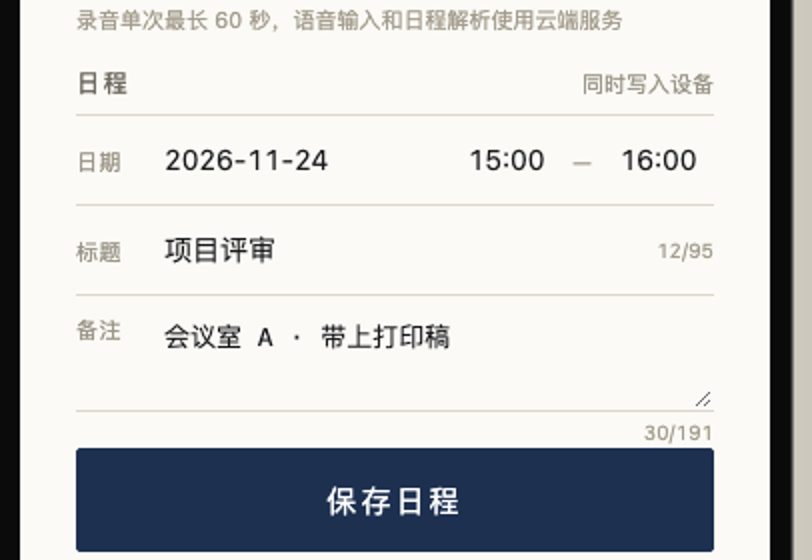 录音单次最长 60 秒，语音输入和日程解析使用云端服务
日程 同时写入设备
日期 2026-11-24 15:00 – 16:00
标题 项目评审 12/95
备注 会议室 A · 带上打印稿
30/191
保存日程